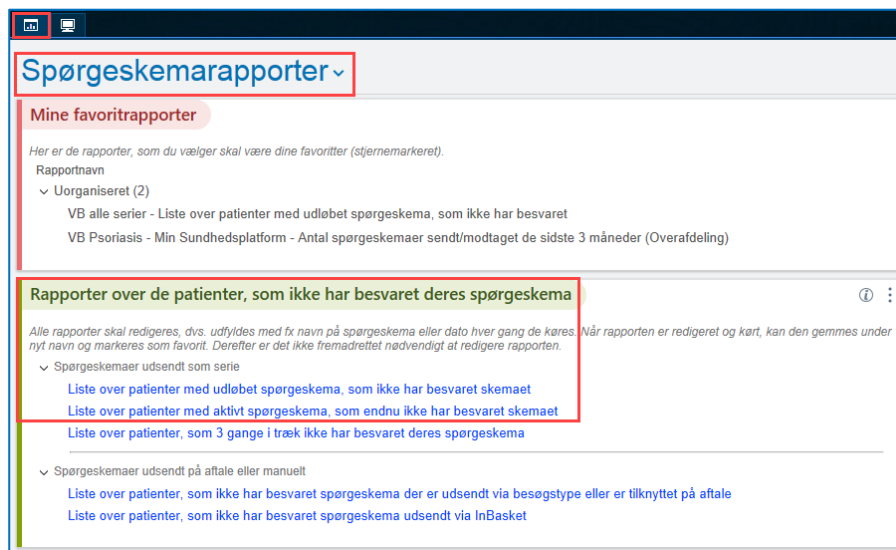 Spørgeskemarapporter
Mine favoritrapporter
Her er de rapporter, som du vælger skal være dine favoritter (stjernemarkeret).
Rapportnavn
Uorganiseret (2)
VB alle serier - Liste over patienter med udløbet spørgeskema, som ikke har besvaret
VB Psoriasis - Min Sundhedsplatform - Antal spørgeskemaer sendt/modtaget de sidste 3 måneder (Overafdeling)
Rapporter over de patienter, som ikke har besvaret deres spørgeskema
Alle rapporter skal redigeres, dvs. udfyldes med fx navn på spørgeskema eller dato hver gang de køres. Når rapporten er redigeret og kørt, kan den gemmes under
nyt navn og markeres som favorit. Derefter er det ikke fremadrettet nødvendigt at redigere rapporten.
Spørgeskemaer udsendt som serie
Liste over patienter med udløbet spørgeskema, som ikke har besvaret skemaet
Liste over patienter med aktivt spørgeskema, som endnu ikke har besvaret skemaet
Liste over patienter, som 3 gange i træk ikke har besvaret deres spørgeskema
Spørgeskemaer udsendt på aftale eller manuelt
Liste over patienter, som ikke har besvaret spørgeskema der er udsendt via besøgstype eller er tilknyttet på aftale
Liste over patienter, som ikke har besvaret spørgeskema udsendt via InBasket